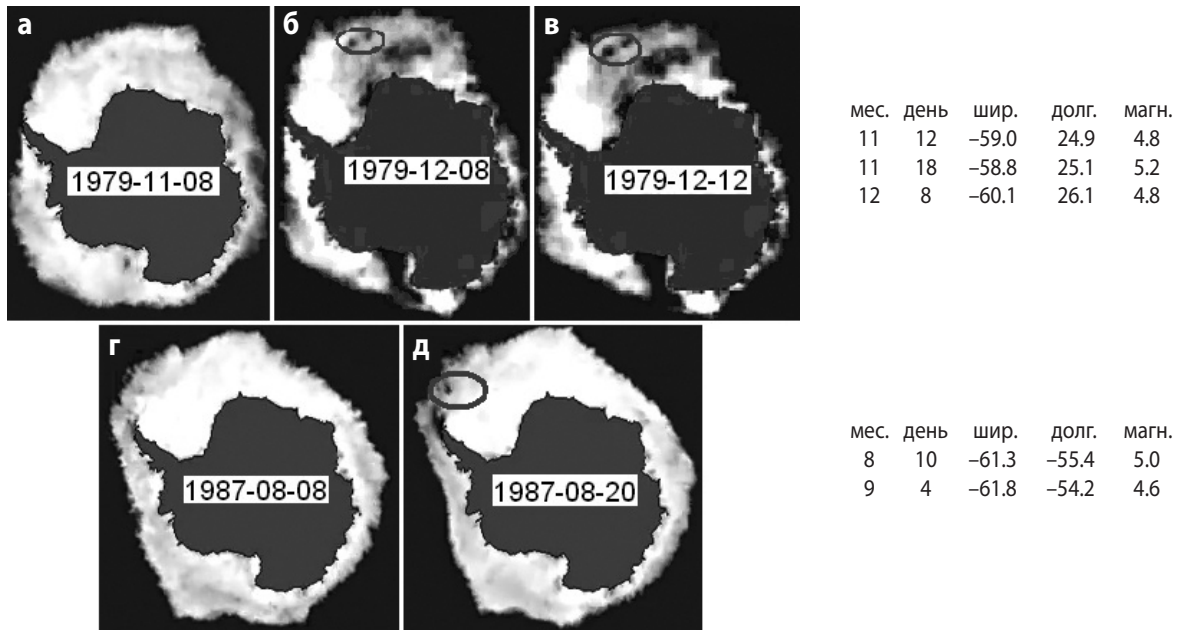 а б в
1979-11-08 1979-12-08 1979-12-12
мес. день шир. долг. магн.
11 12 –59.0 24.9 4.8
11 18 –58.8 25.1 5.2
12 8 –60.1 26.1 4.8
г д
1987-08-08 1987-08-20
мес. день шир. долг. магн.
8 10 –61.3 –55.4 5.0
9 4 –61.8 –54.2 4.6